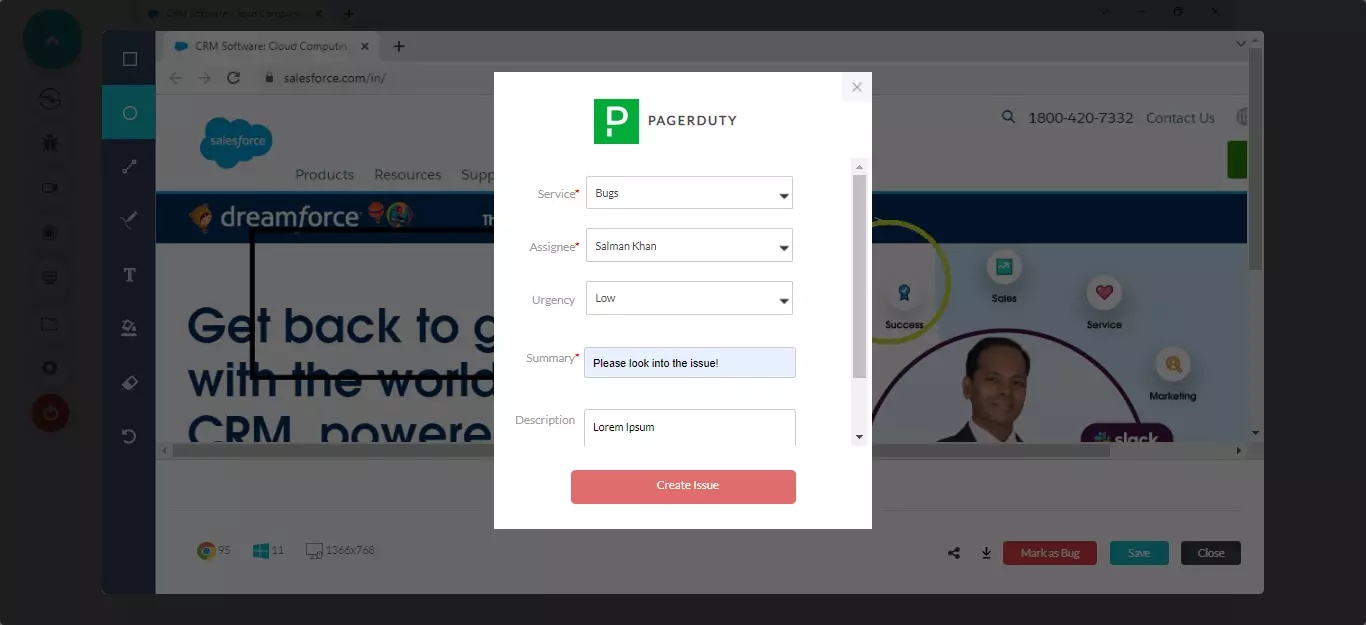 CRM Software: Cloud Computin
CRM Software: Cloud Computin
salesforce.com/in/
PAGERDUTY
salesforce
1800-420-7332
Contact Us
Products
Resources
Supp
Service*
Bugs
dreamforce
Th
Assignee*
Salman Khan
Urgency
Low
Sales
Success
Service
Get back to g
with the world
CRM, powere
Summary*
Please look into the issue!
Marketing
Description
Lorem Ipsum
slack
Create Issue
95
11
1366x768
Mark as Bug
Save
Close
T